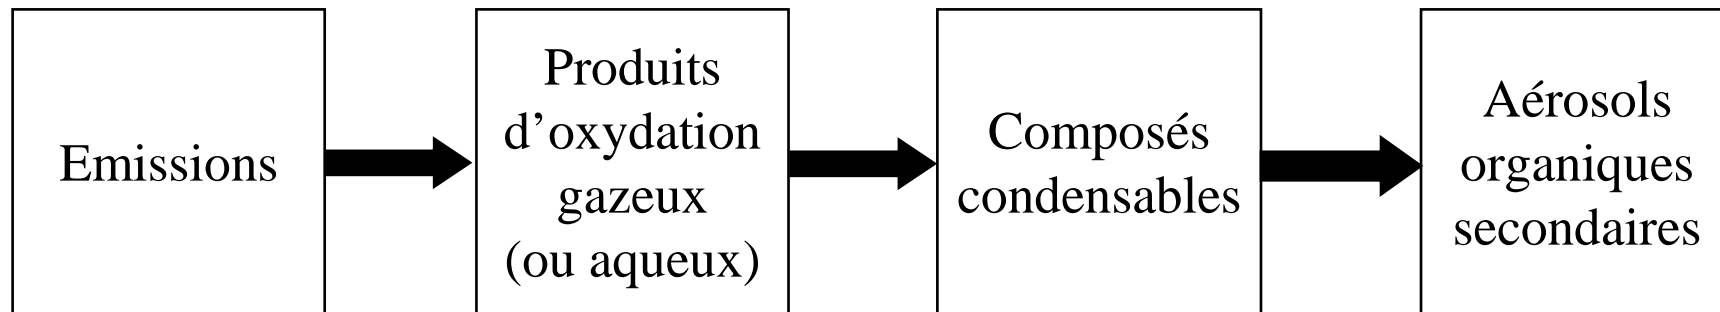 Emissions
Produits
d’oxydation
gazeux
(ou aqueux)
Composés
condensables
Aérosols
organiques
secondaires